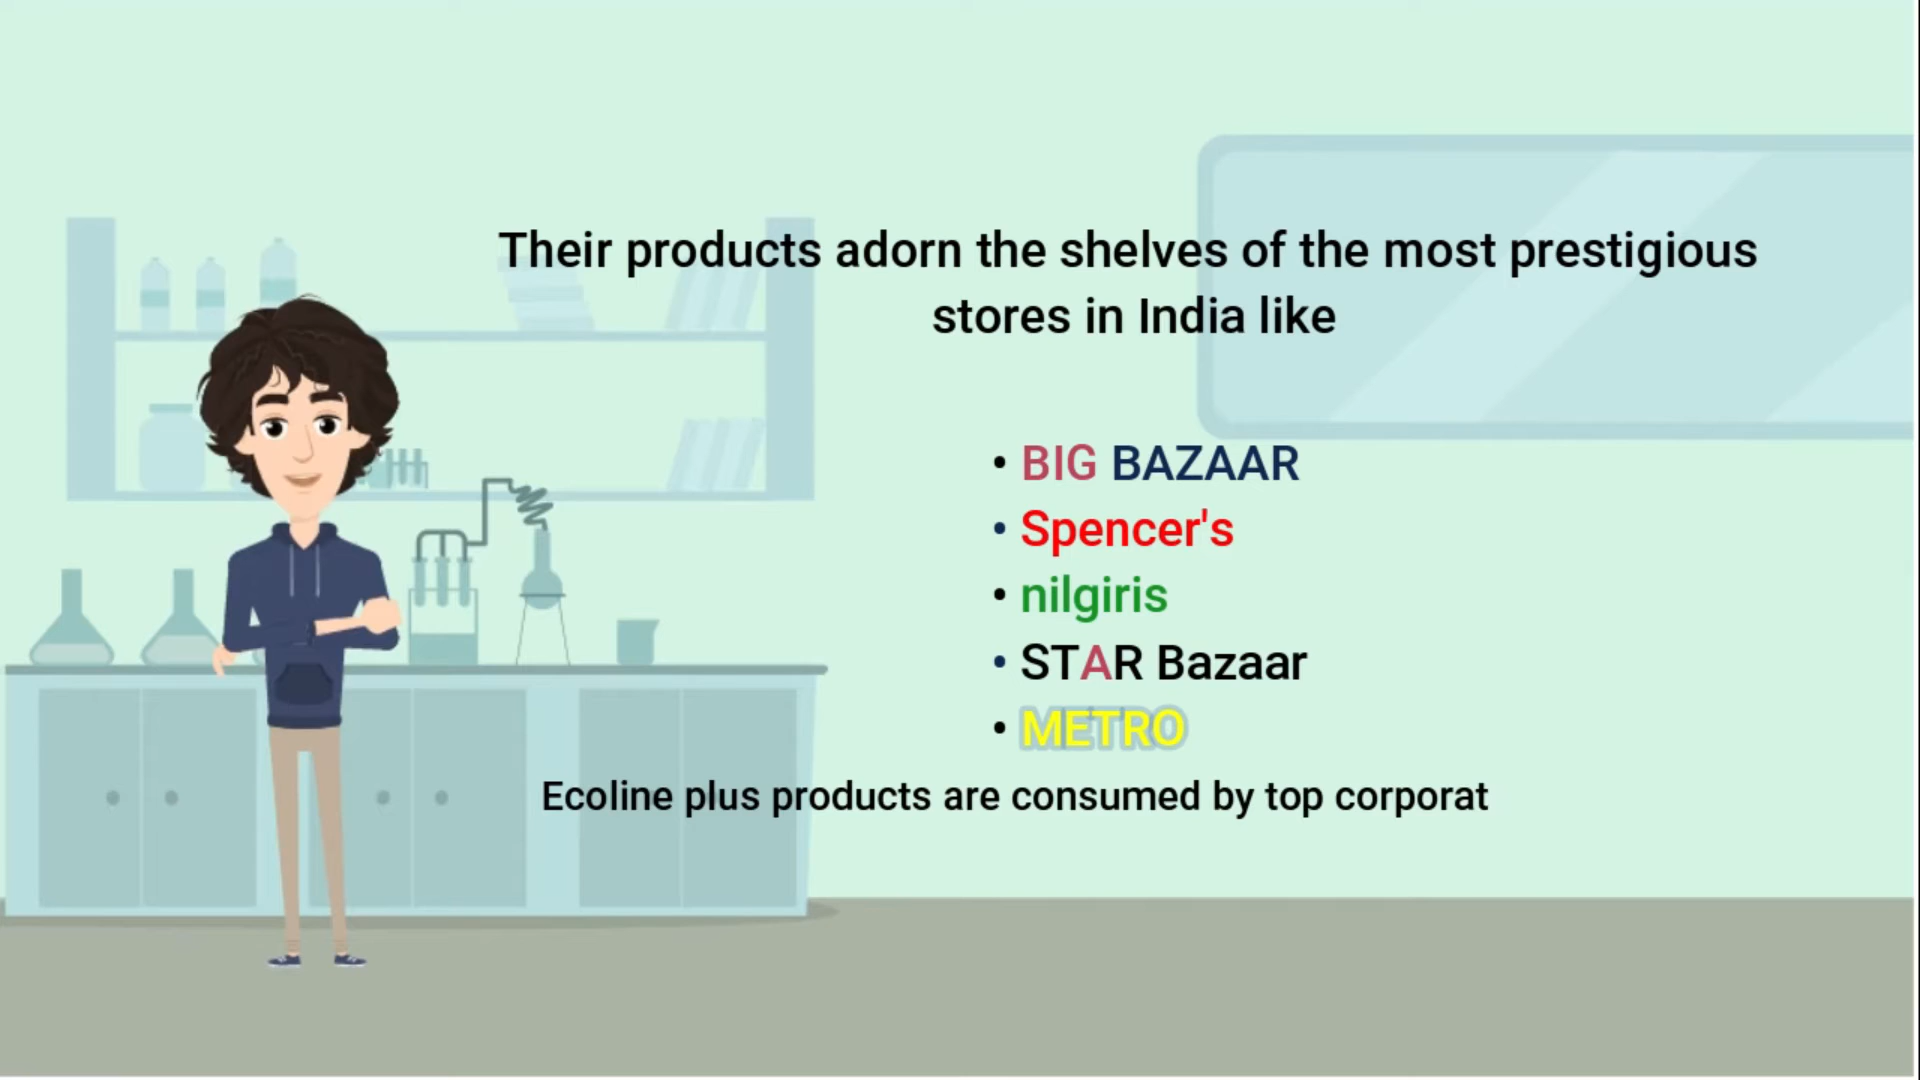 Their products adorn the shelves of the most prestigious
stores in India like
• BIG BAZAAR
• Spencer's
• nilgiris
• STAR Bazaar
• METRO
Ecoline plus products are consumed by top corporat